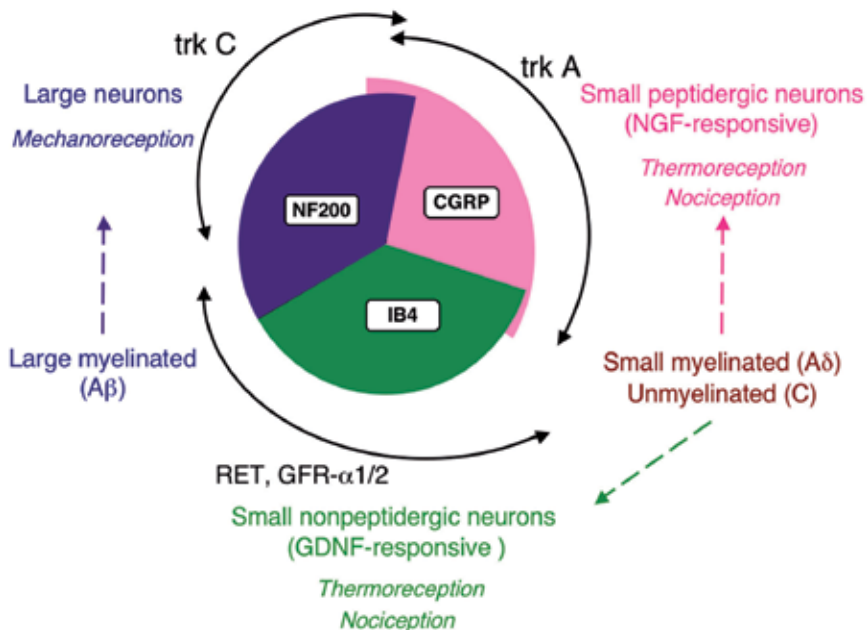 trk C
trk A
Large neurons
Mechanoreception
Small peptidergic neurons
(NGF-responsive)
Thermoreception
Nociception
NF200
CGRP
IB4
Large myelinated
(Aβ)
Small myelinated (Aδ)
Unmyelinated (C)
RET, GFR-α1/2
Small nonpeptidergic neurons
(GDNF-responsive )
Thermoreception
Nociception